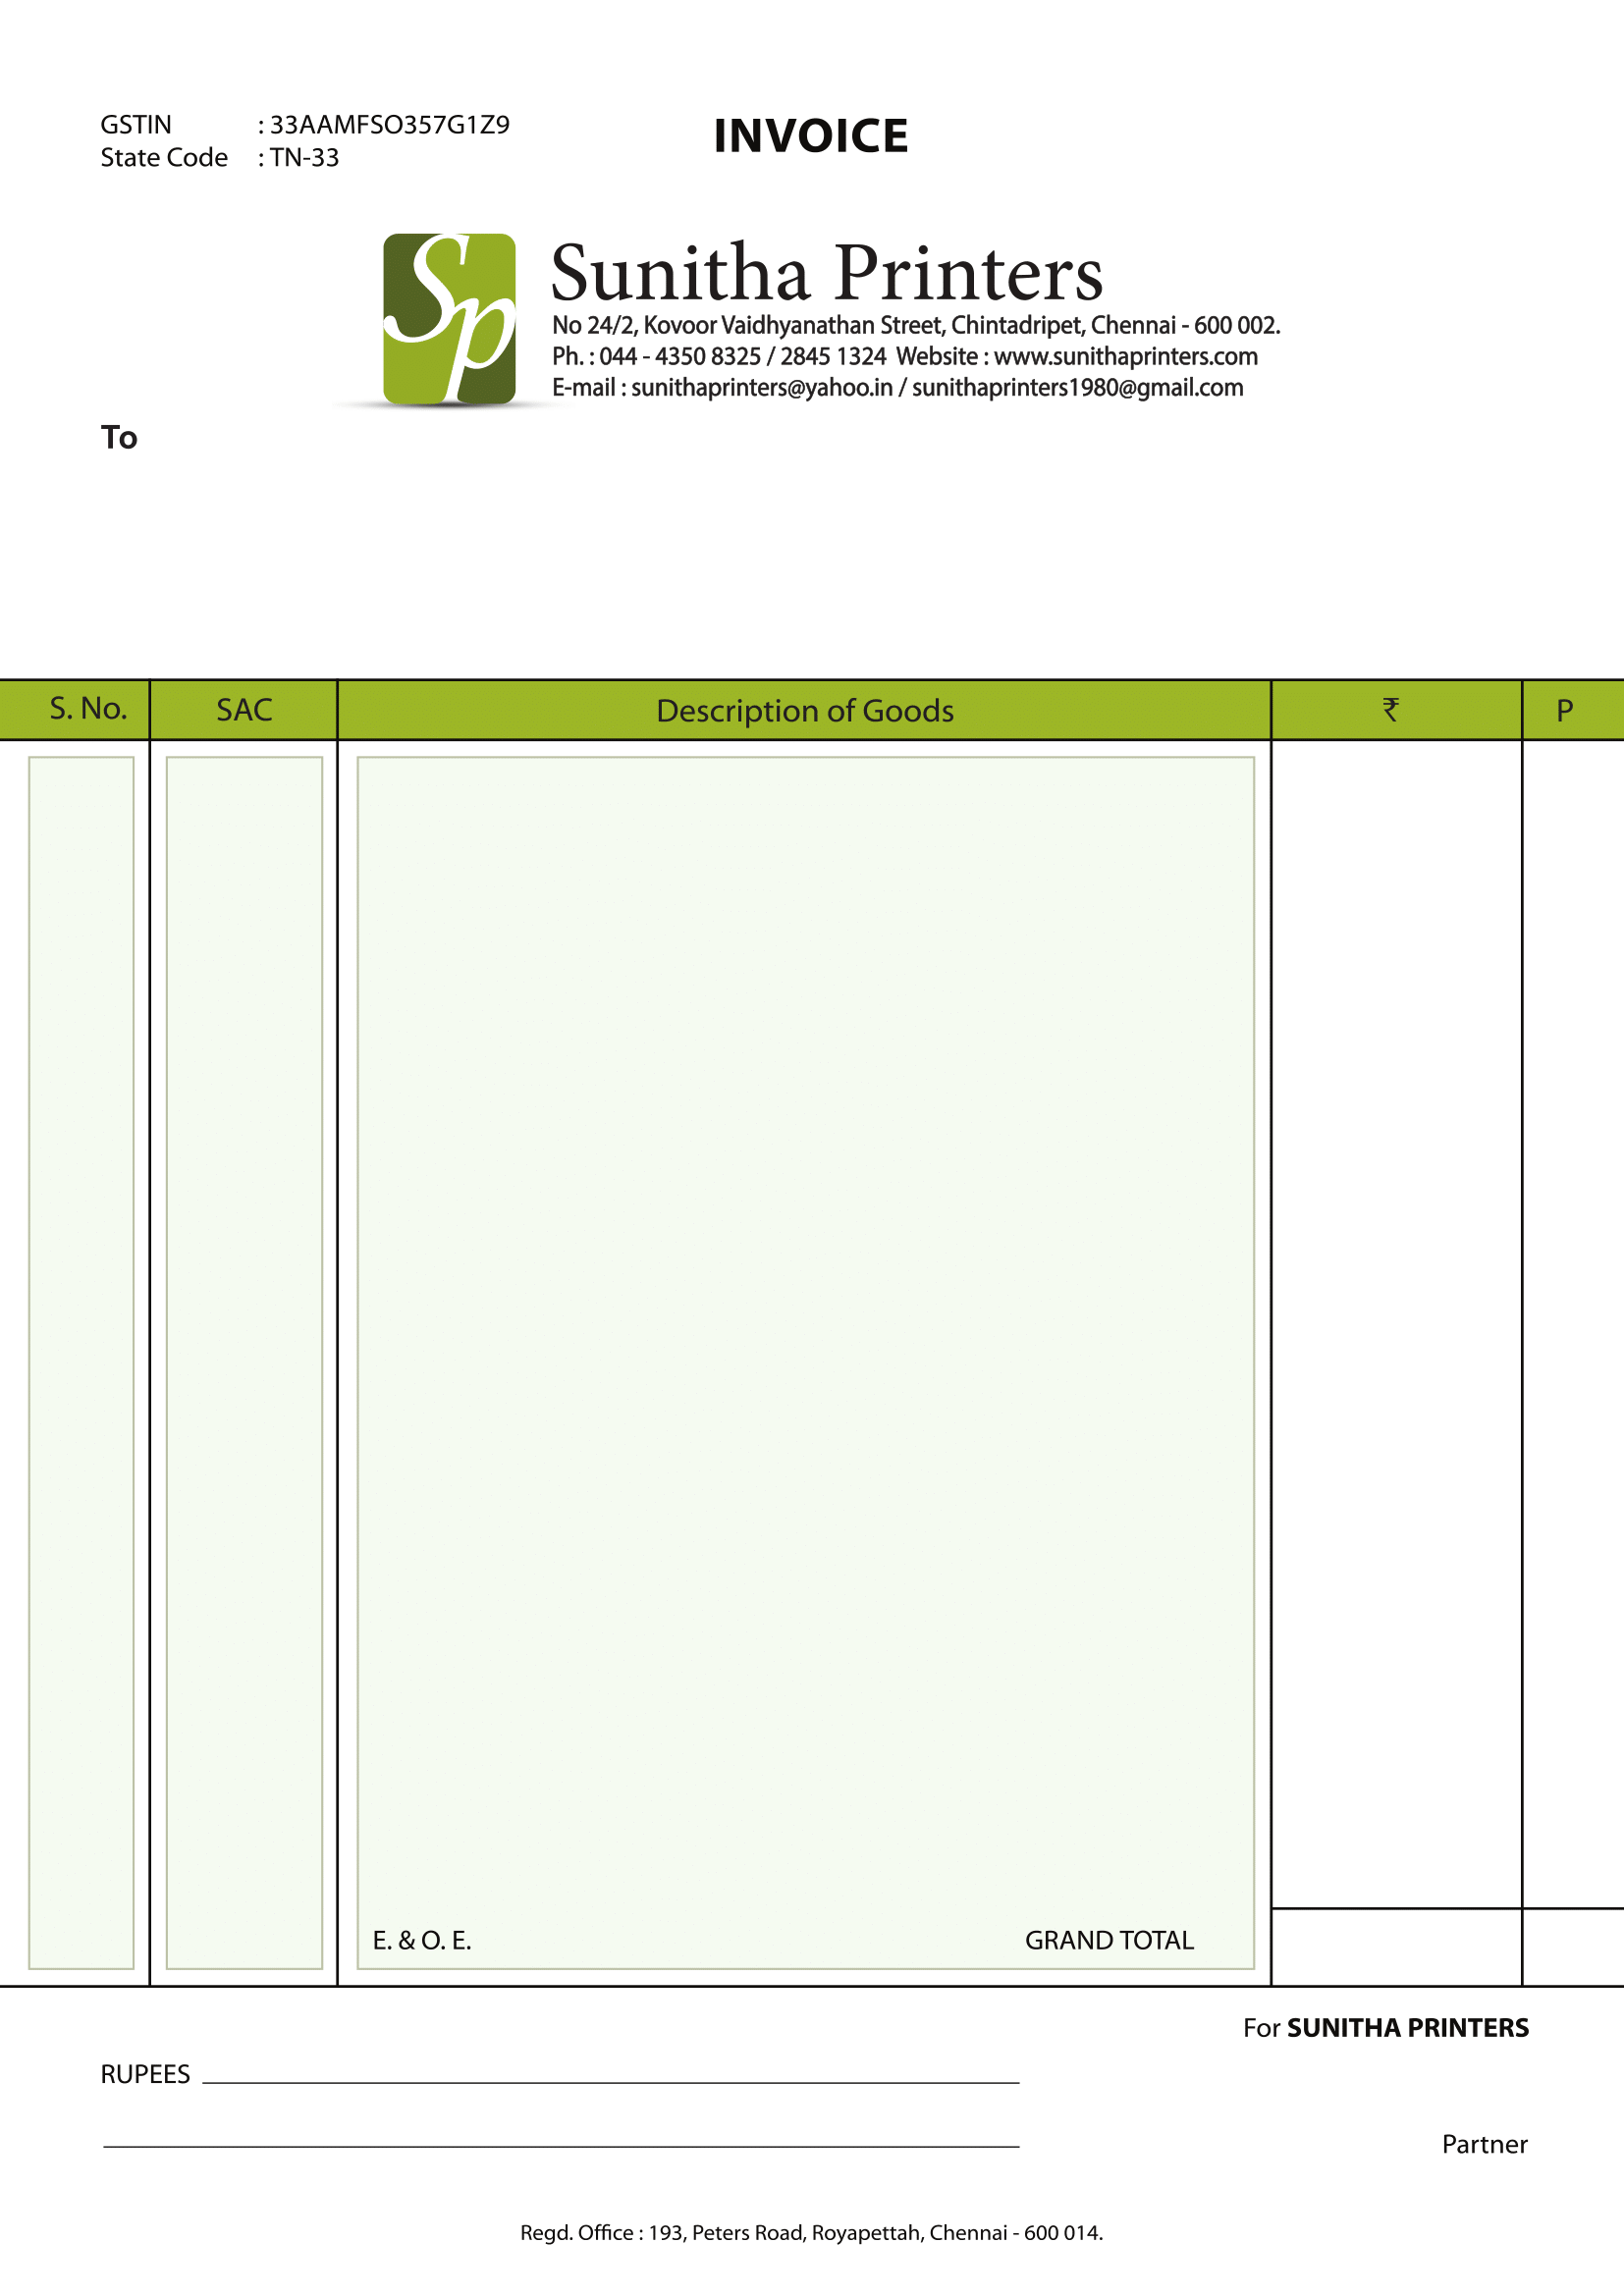 GSTIN : 33AAMFSO357G1Z9
INVOICE
State Code : TN-33
Sp
Sunitha Printers
No 24/2, Kovoor Vaidhyanathan Street, Chintadripet, Chennai - 600 002.
Ph. : 044 - 4350 8325 / 2845 1324 Website : www.sunithaprinters.com
E-mail : sunithaprinters@yahoo.in / sunithaprinters1980@gmail.com
To
S. No. SAC Description of Goods ₹ P
E. & O. E. GRAND TOTAL
For SUNITHA PRINTERS
RUPEES
Partner
Regd. Office : 193, Peters Road, Royapettah, Chennai - 600 014.